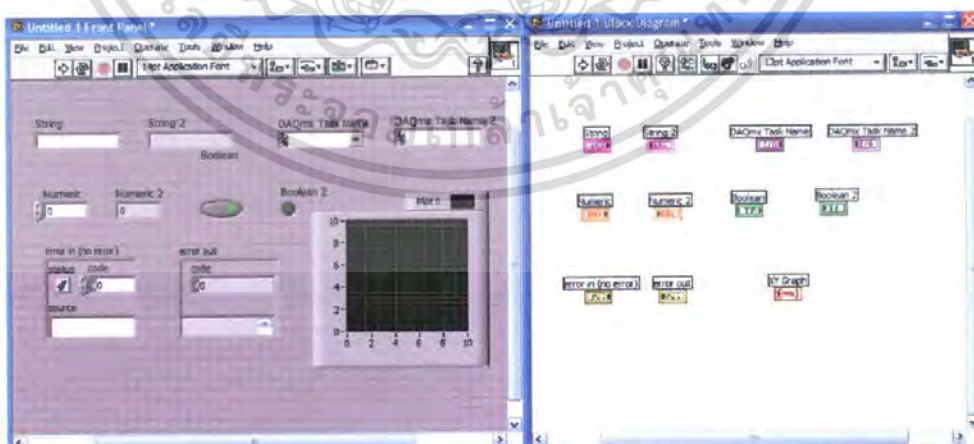 Untitled 1 Front Panel *
File Edit View Project Operate Tools Window Help
13pt Application Font
String
String 2
DAQmx Task Name
DAQmx Task Name 2
Boolean
Numeric
Numeric 2
Boolean 2
Plot 0
0
0
error in (no error)
error out
status code
code
0
0
source
10
8
6
4
2
0
0 2 4 6 8 10
Untitled 1 Block Diagram *
File Edit View Project Operate Tools Window Help
13pt Application Font
String
String 2
DAQmx Task Name
DAQmx Task Name 2
Numeric
Numeric 2
Boolean
Boolean 2
error in (no error)
error out
XY Graph